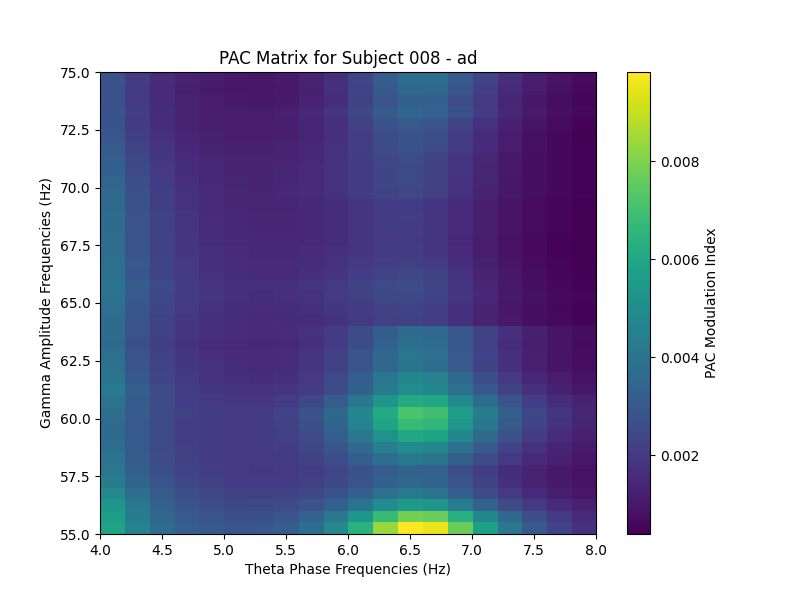 PAC Matrix for Subject 008 - ad
75.0
72.5
70.0
67.5
65.0
62.5
60.0
57.5
55.0
Gamma Amplitude Frequencies (Hz)
4.0 4.5 5.0 5.5 6.0 6.5 7.0 7.5 8.0
Theta Phase Frequencies (Hz)
0.008
0.006
0.004
0.002
PAC Modulation Index